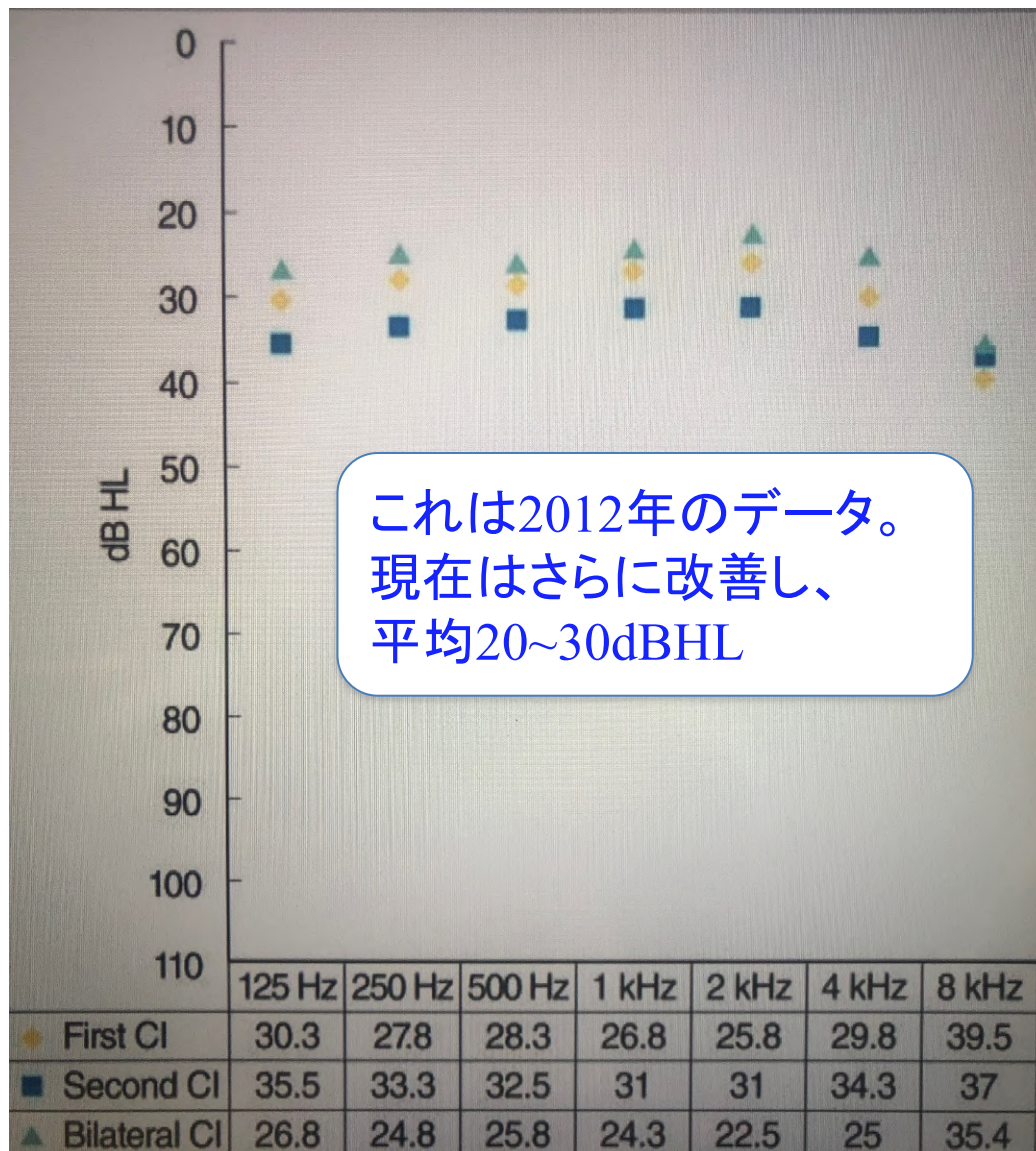 0
10
20
30
40
50
60
70
80
90
100
110
dB HL
これは2012年のデータ。
現在はさらに改善し、
平均20~30dBHL
125 Hz 250 Hz 500 Hz 1 kHz 2 kHz 4 kHz 8 kHz
First CI 30.3 27.8 28.3 26.8 25.8 29.8 39.5
Second CI 35.5 33.3 32.5 31 31 34.3 37
Bilateral CI 26.8 24.8 25.8 24.3 22.5 25 35.4